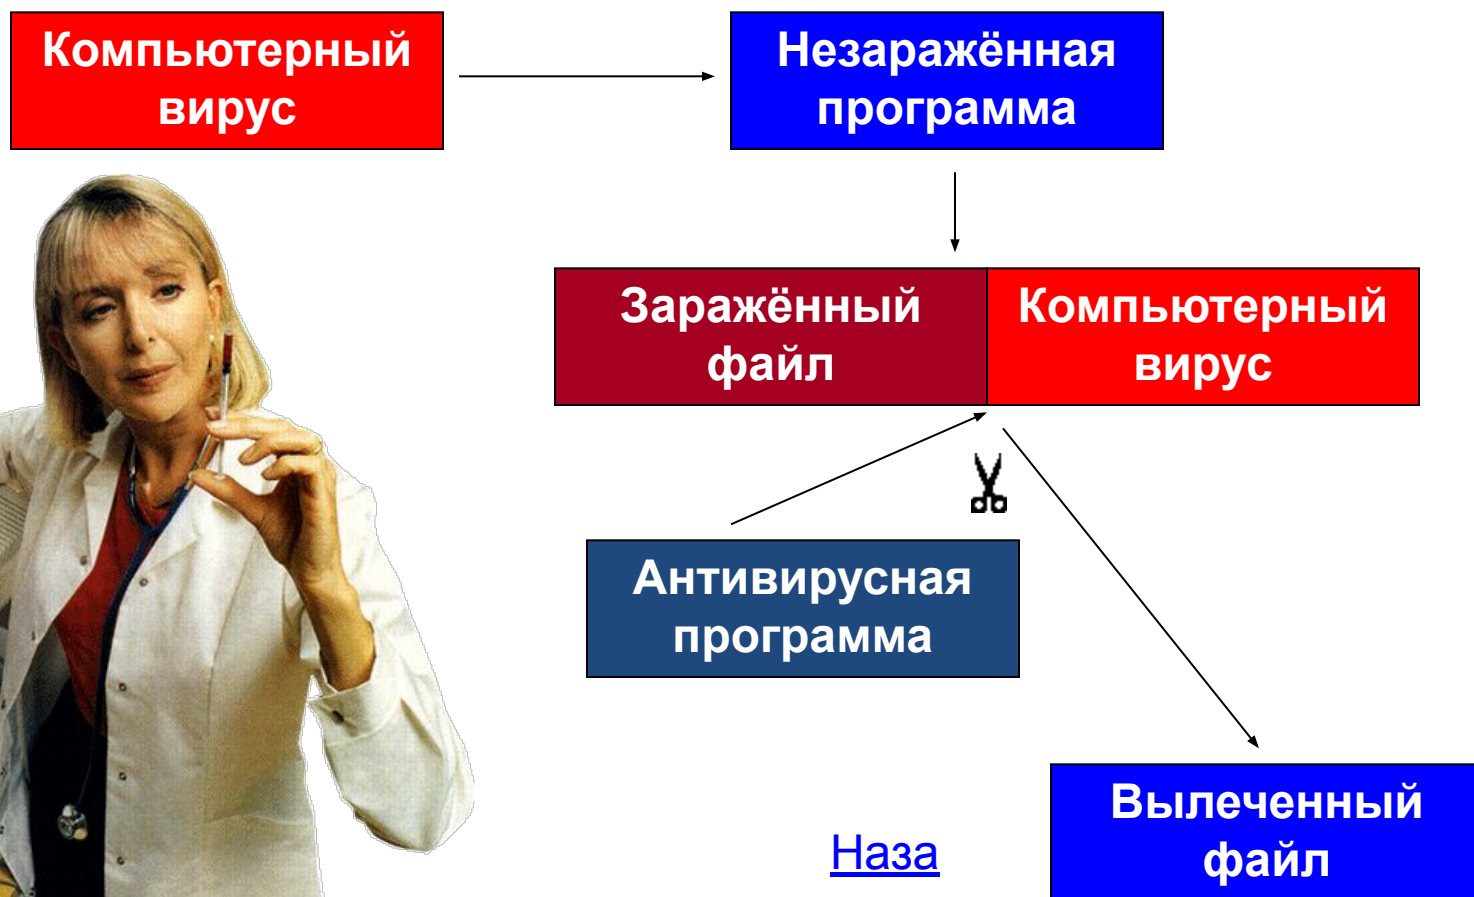 Компьютерный
вирус
Незаражённая
программа
Заражённый
файл
Компьютерный
вирус
Антивирусная
программа
Вылеченный
файл
Наза